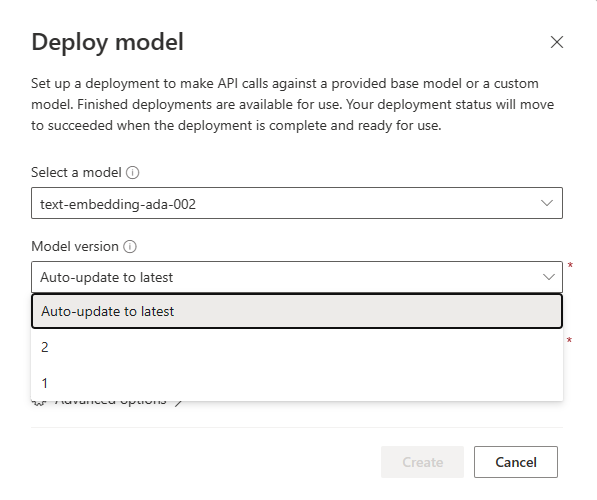 Deploy model
Set up a deployment to make API calls against a provided base model or a custom
model. Finished deployments are available for use. Your deployment status will move
to succeeded when the deployment is complete and ready for use.
Select a model
text-embedding-ada-002
Model version
Auto-update to latest
*
Auto-update to latest
2
*
1
Advanced options
Create
Cancel